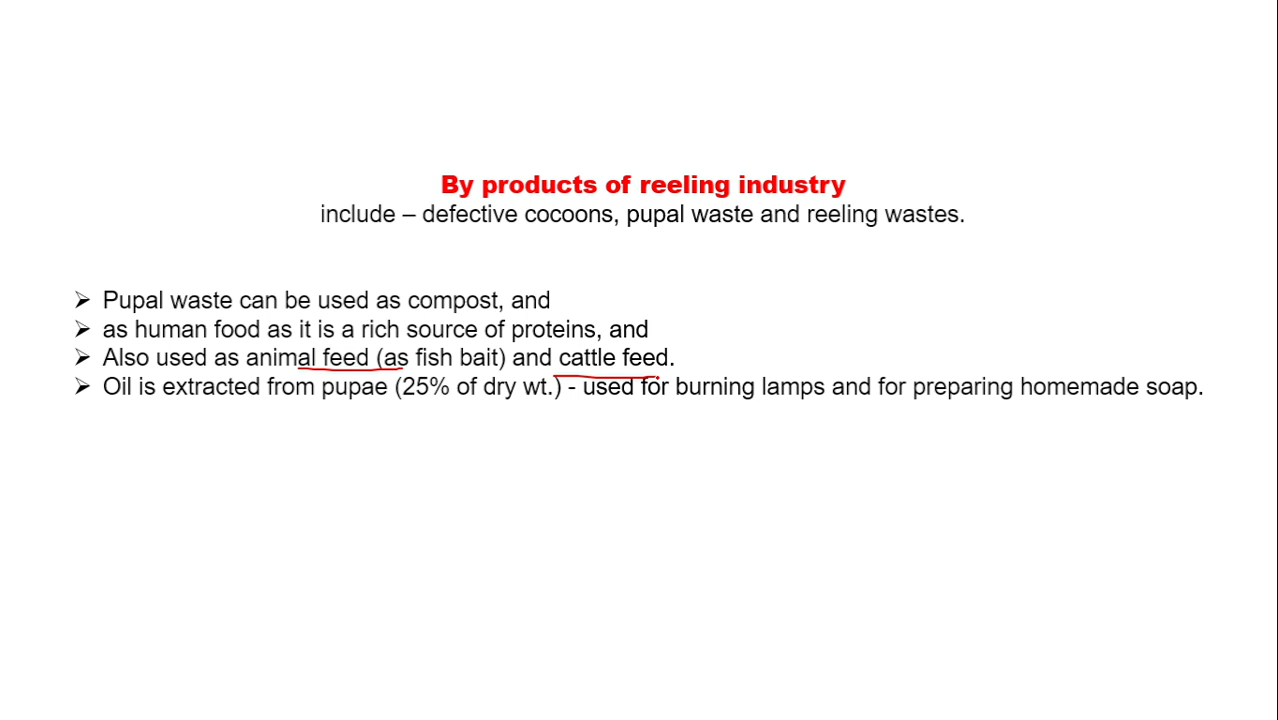 By products of reeling industry
include – defective cocoons, pupal waste and reeling wastes.
➢ Pupal waste can be used as compost, and
➢ as human food as it is a rich source of proteins, and
➢ Also used as animal feed (as fish bait) and cattle feed.
➢ Oil is extracted from pupae (25% of dry wt.) - used for burning lamps and for preparing homemade soap.